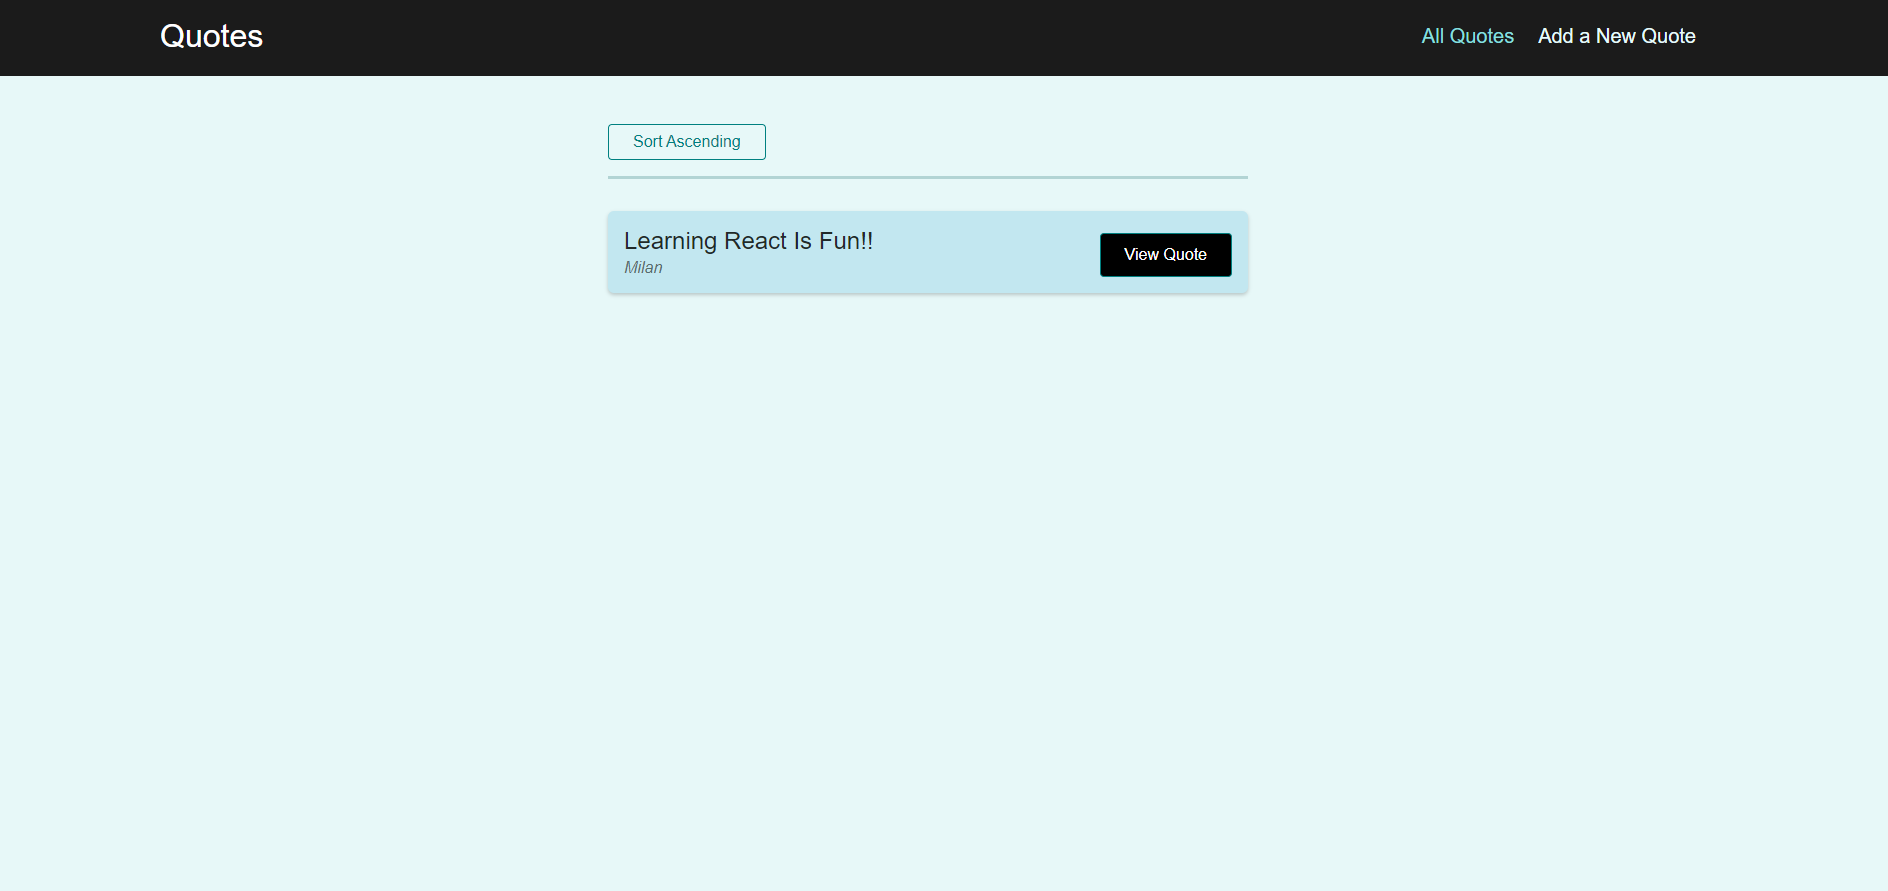 Quotes
All Quotes Add a New Quote
Sort Ascending
Learning React Is Fun!!
Milan
View Quote